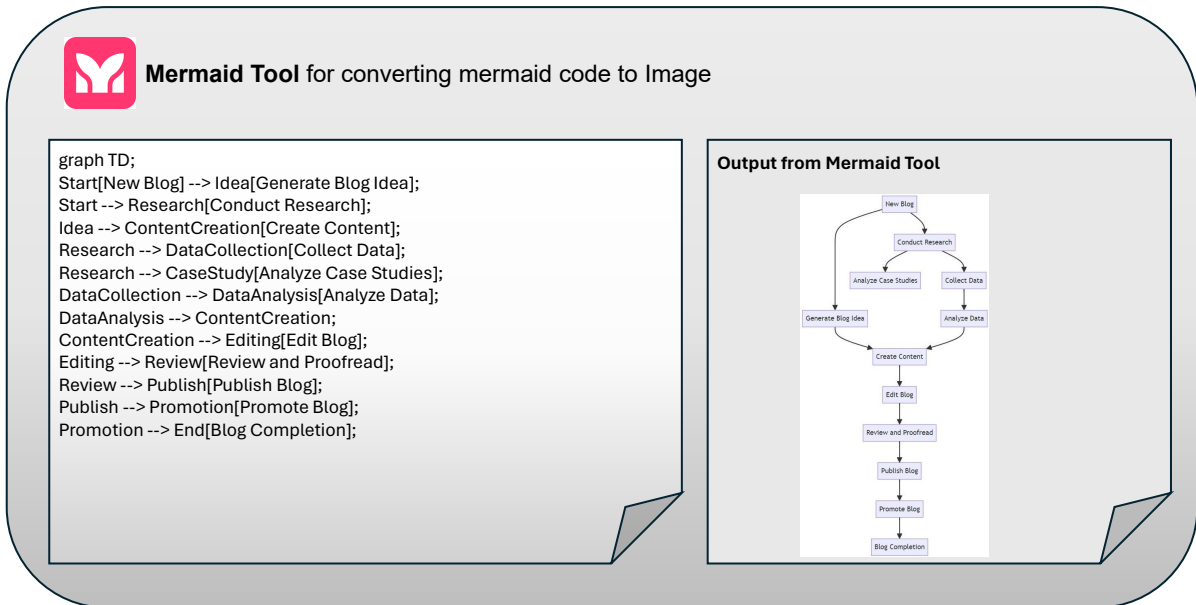 Mermaid Tool for converting mermaid code to Image
graph TD;
Start[New Blog] --> Idea[Generate Blog Idea];
Start --> Research[Conduct Research];
Idea --> ContentCreation[Create Content];
Research --> DataCollection[Collect Data];
Research --> CaseStudy[Analyze Case Studies];
DataCollection --> DataAnalysis[Analyze Data];
DataAnalysis --> ContentCreation;
ContentCreation --> Editing[Edit Blog];
Editing --> Review[Review and Proofread];
Review --> Publish[Publish Blog];
Publish --> Promotion[Promote Blog];
Promotion --> End[Blog Completion];
Output from Mermaid Tool
New Blog
Conduct Research
Analyze Case Studies
Collect Data
Generate Blog Idea
Analyze Data
Create Content
Edit Blog
Review and Proofread
Publish Blog
Promote Blog
Blog Completion